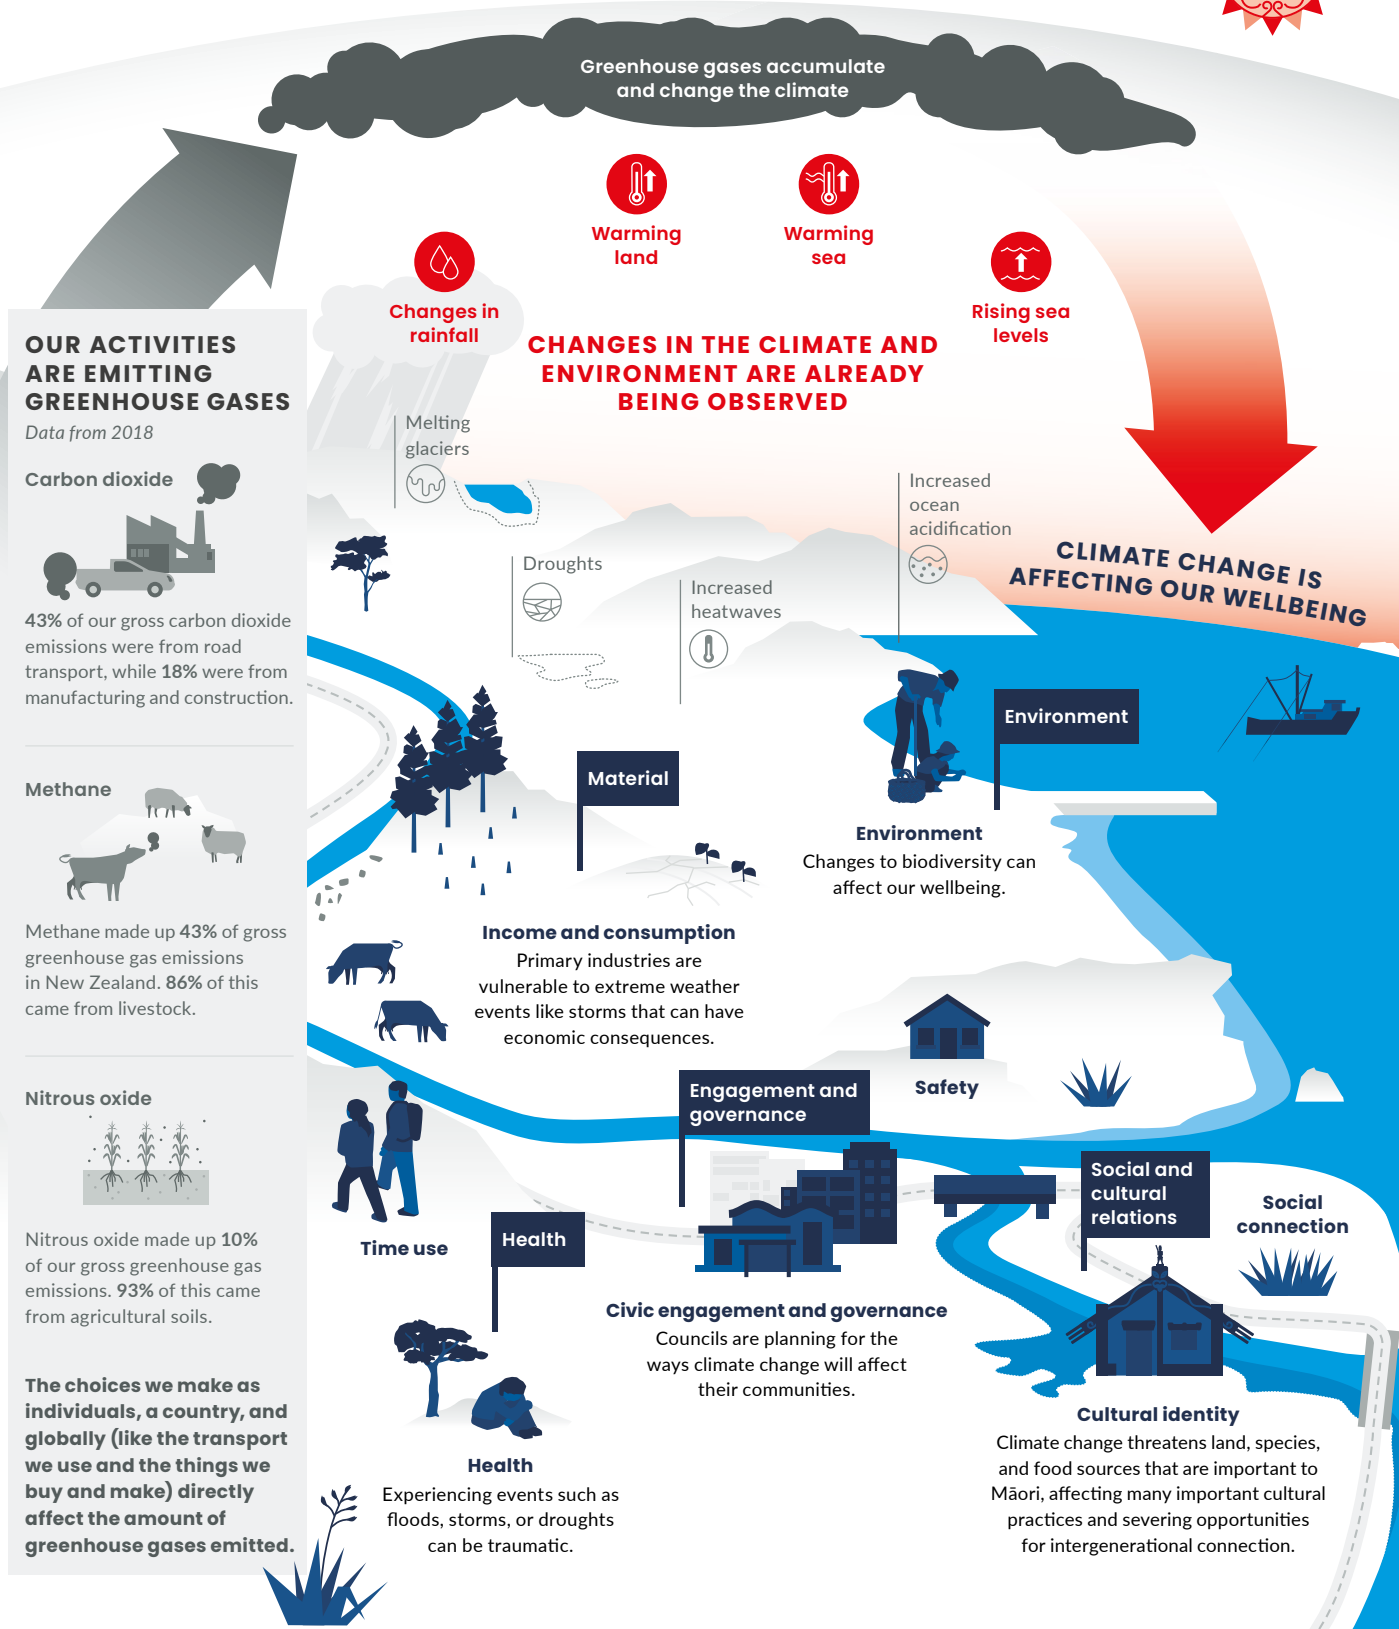 Greenhouse gases accumulate
and change the climate
Warming
land
Warming
sea
Changes in
rainfall
Rising sea
levels
CHANGES IN THE CLIMATE AND
ENVIRONMENT ARE ALREADY
BEING OBSERVED
OUR ACTIVITIES
ARE EMITTING
GREENHOUSE GASES
Data from 2018
Carbon dioxide
43% of our gross carbon dioxide
emissions were from road
transport, while 18% were from
manufacturing and construction.
Methane
Methane made up 43% of gross
greenhouse gas emissions
in New Zealand. 86% of this
came from livestock.
Nitrous oxide
Nitrous oxide made up 10%
of our gross greenhouse gas
emissions. 93% of this came
from agricultural soils.
The choices we make as
individuals, a country, and
globally (like the transport
we use and the things we
buy and make) directly
affect the amount of
greenhouse gases emitted.
Melting
glaciers
Droughts
Increased
heatwaves
Increased
ocean
acidification
CLIMATE CHANGE IS
AFFECTING OUR WELLBEING
Environment
Environment
Changes to biodiversity can
affect our wellbeing.
Material
Income and consumption
Primary industries are
vulnerable to extreme weather
events like storms that can have
economic consequences.
Safety
Engagement and
governance
Civic engagement and governance
Councils are planning for the
ways climate change will affect
their communities.
Time use
Health
Health
Experiencing events such as
floods, storms, or droughts
can be traumatic.
Social and
cultural
relations
Social
connection
Cultural identity
Climate change threatens land, species,
and food sources that are important to
Māori, affecting many important cultural
practices and severing opportunities
for intergenerational connection.